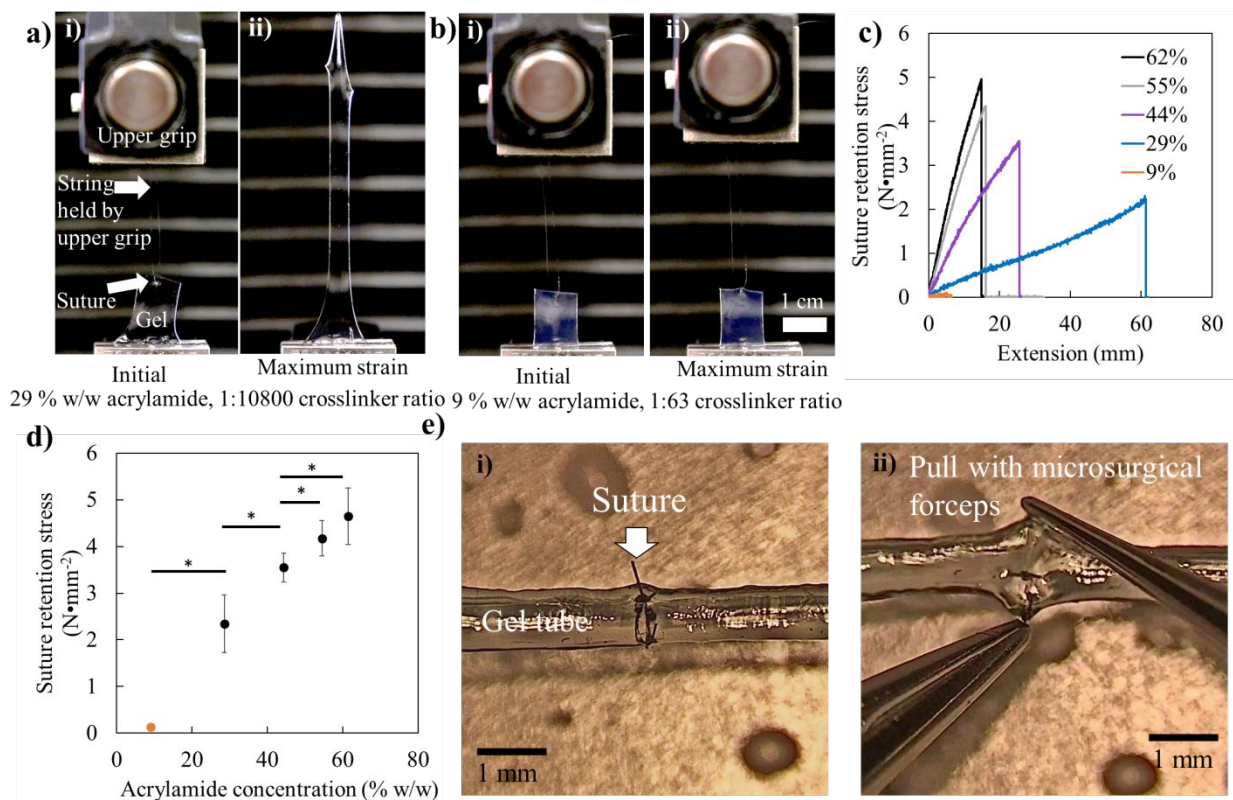 a)
i)
Upper grip
String
held by
upper grip
Suture
Gel
Initial
ii)
Maximum strain
29 % w/w acrylamide, 1:10800 crosslinker ratio
b)
i)
Initial
ii)
1 cm
Maximum strain
9 % w/w acrylamide, 1:63 crosslinker ratio
c)
Suture retention stress
(N•mm⁻²)
6
5
4
3
2
1
0
0 20 40 60 80
Extension (mm)
62%
55%
44%
29%
9%
d)
Suture retention stress
(N•mm⁻²)
6
5
4
3
2
1
0
* * * *
0 20 40 60 80
Acrylamide concentration (% w/w)
e)
i)
Suture
Gel tube
1 mm
ii)
Pull with microsurgical
forceps
1 mm